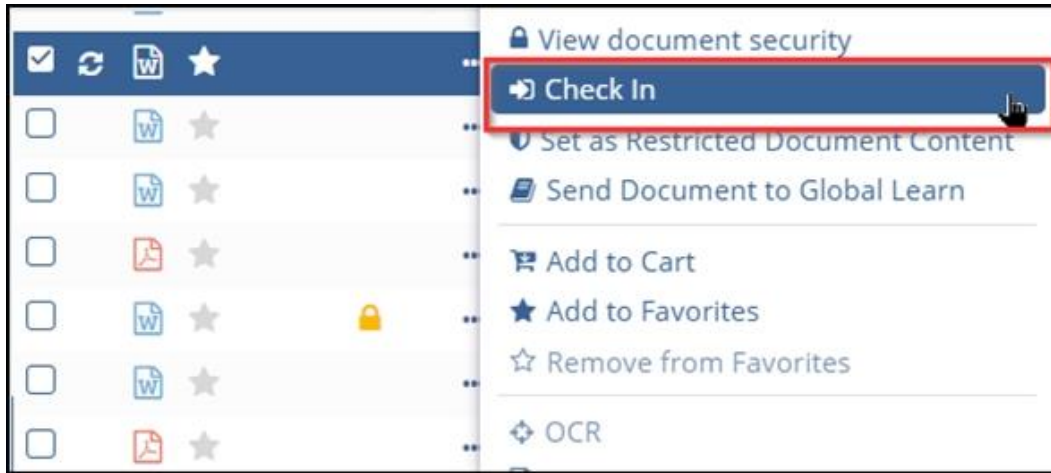 View document security
Check In
Set as Restricted Document Content
Send Document to Global Learn
Add to Cart
Add to Favorites
Remove from Favorites
OCR